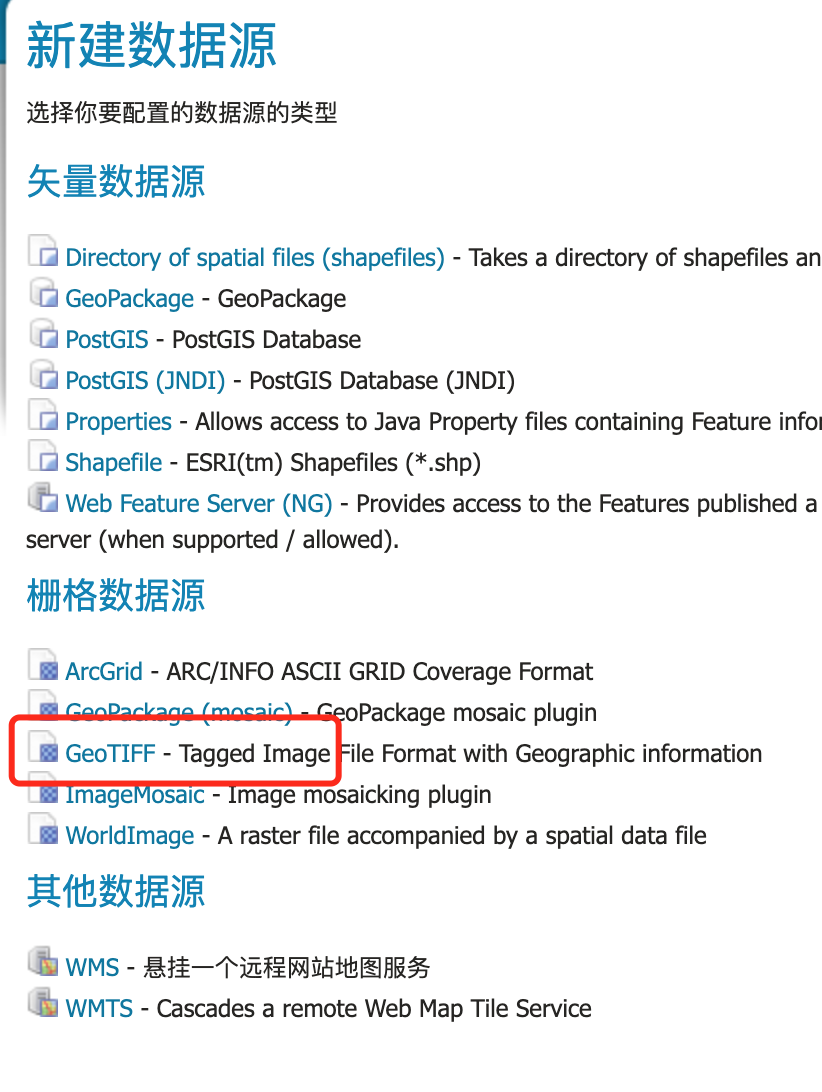 新建数据源
选择你要配置的数据源的类型
矢量数据源
Directory of spatial files (shapefiles) - Takes a directory of shapefiles an
GeoPackage - GeoPackage
PostGIS - PostGIS Database
PostGIS (JNDI) - PostGIS Database (JNDI)
Properties - Allows access to Java Property files containing Feature infor
Shapefile - ESRI(tm) Shapefiles (*.shp)
Web Feature Server (NG) - Provides access to the Features published a
server (when supported / allowed).
栅格数据源
ArcGrid - ARC/INFO ASCII GRID Coverage Format
GeoPackage (mosaic) - GeoPackage mosaic plugin
GeoTIFF - Tagged Image File Format with Geographic information
ImageMosaic - Image mosaicking plugin
WorldImage - A raster file accompanied by a spatial data file
其他数据源
WMS - 悬挂一个远程网站地图服务
WMTS - Cascades a remote Web Map Tile Service